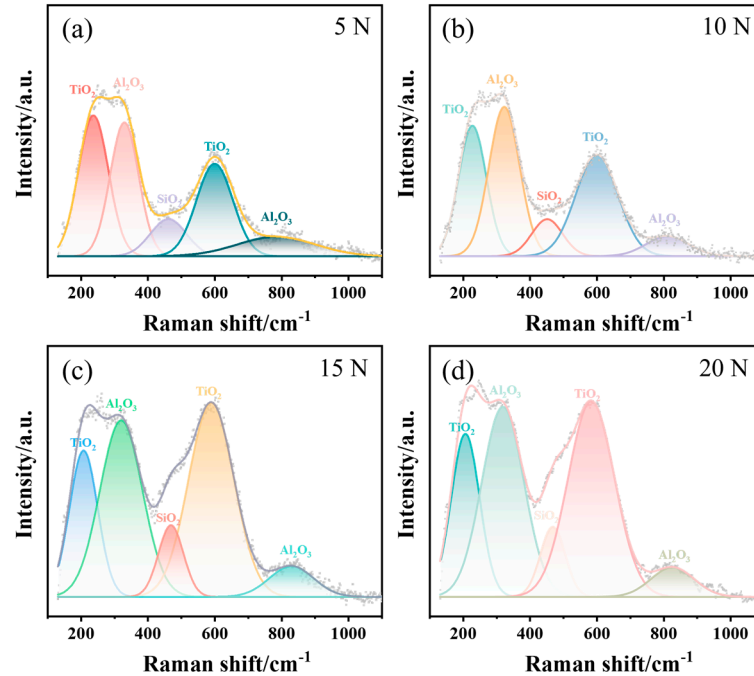 (a) 5 N
TiO₂ Al₂O₃
SiO₂
TiO₂
Al₂O₃
Intensity/a.u.
200 400 600 800 1000
Raman shift/cm⁻¹
(b) 10 N
TiO₂
Al₂O₃
SiO₂
TiO₂
Al₂O₃
Intensity/a.u.
200 400 600 800 1000
Raman shift/cm⁻¹
(c) 15 N
TiO₂
Al₂O₃
SiO₂
TiO₂
Al₂O₃
Intensity/a.u.
200 400 600 800 1000
Raman shift/cm⁻¹
(d) 20 N
TiO₂
Al₂O₃
SiO₂
TiO₂
Al₂O₃
Intensity/a.u.
200 400 600 800 1000
Raman shift/cm⁻¹